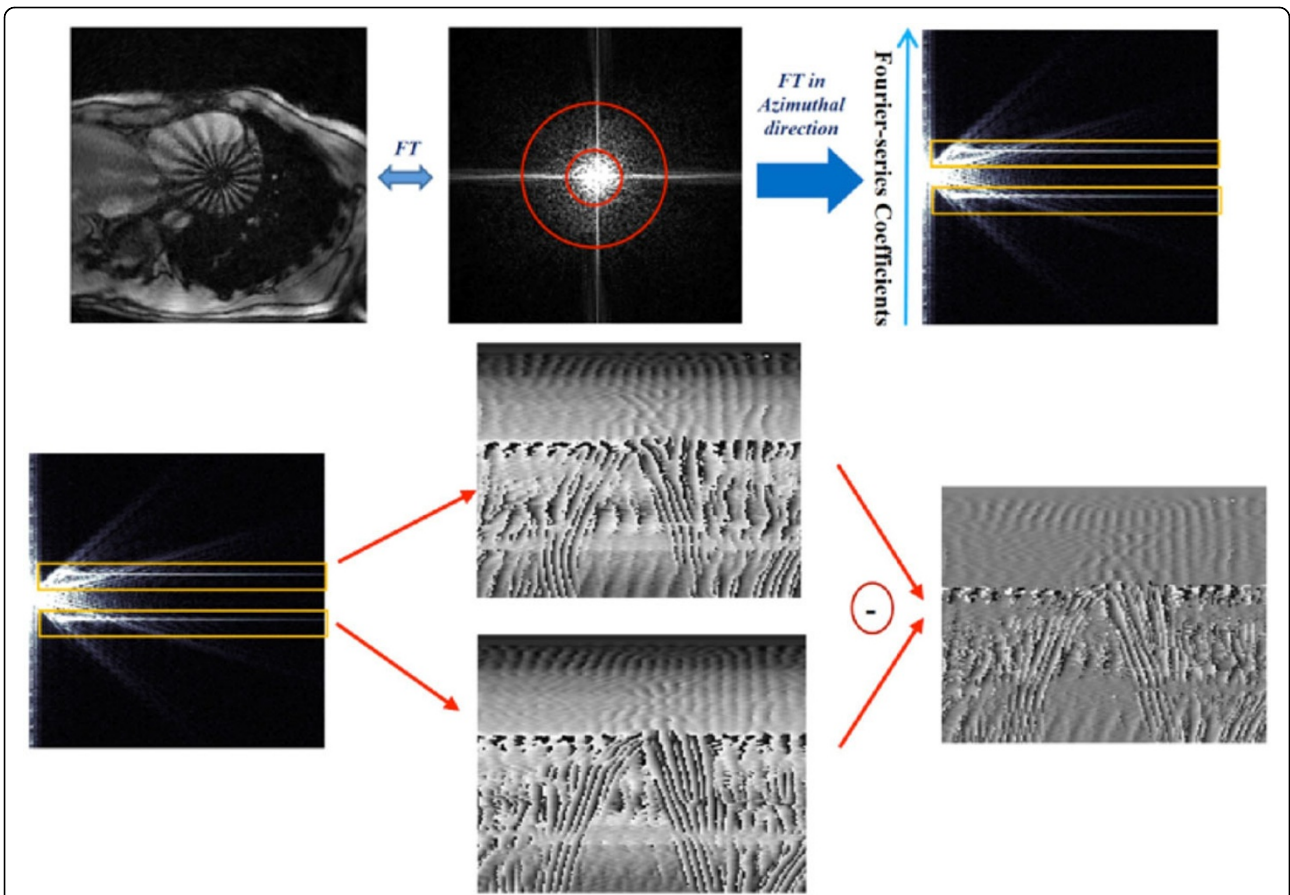 FT
FT in
Azimuthal
direction
Fourier-series Coefficients
-